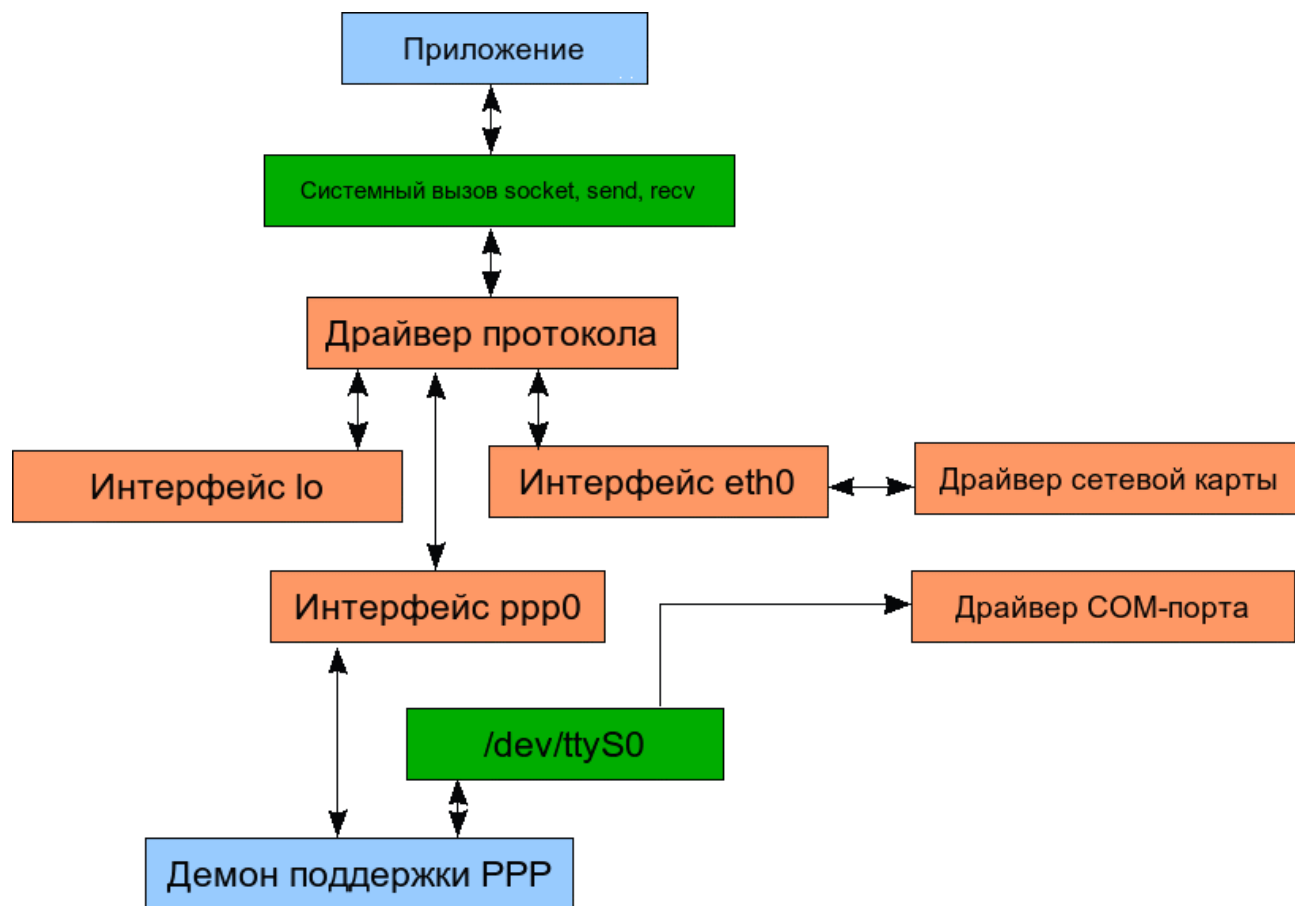 Приложение
Системный вызов socket, send, recv
Драйвер протокола
Интерфейс lo
Интерфейс eth0
Драйвер сетевой карты
Интерфейс ppp0
Драйвер COM-порта
/dev/ttyS0
Демон поддержки PPP